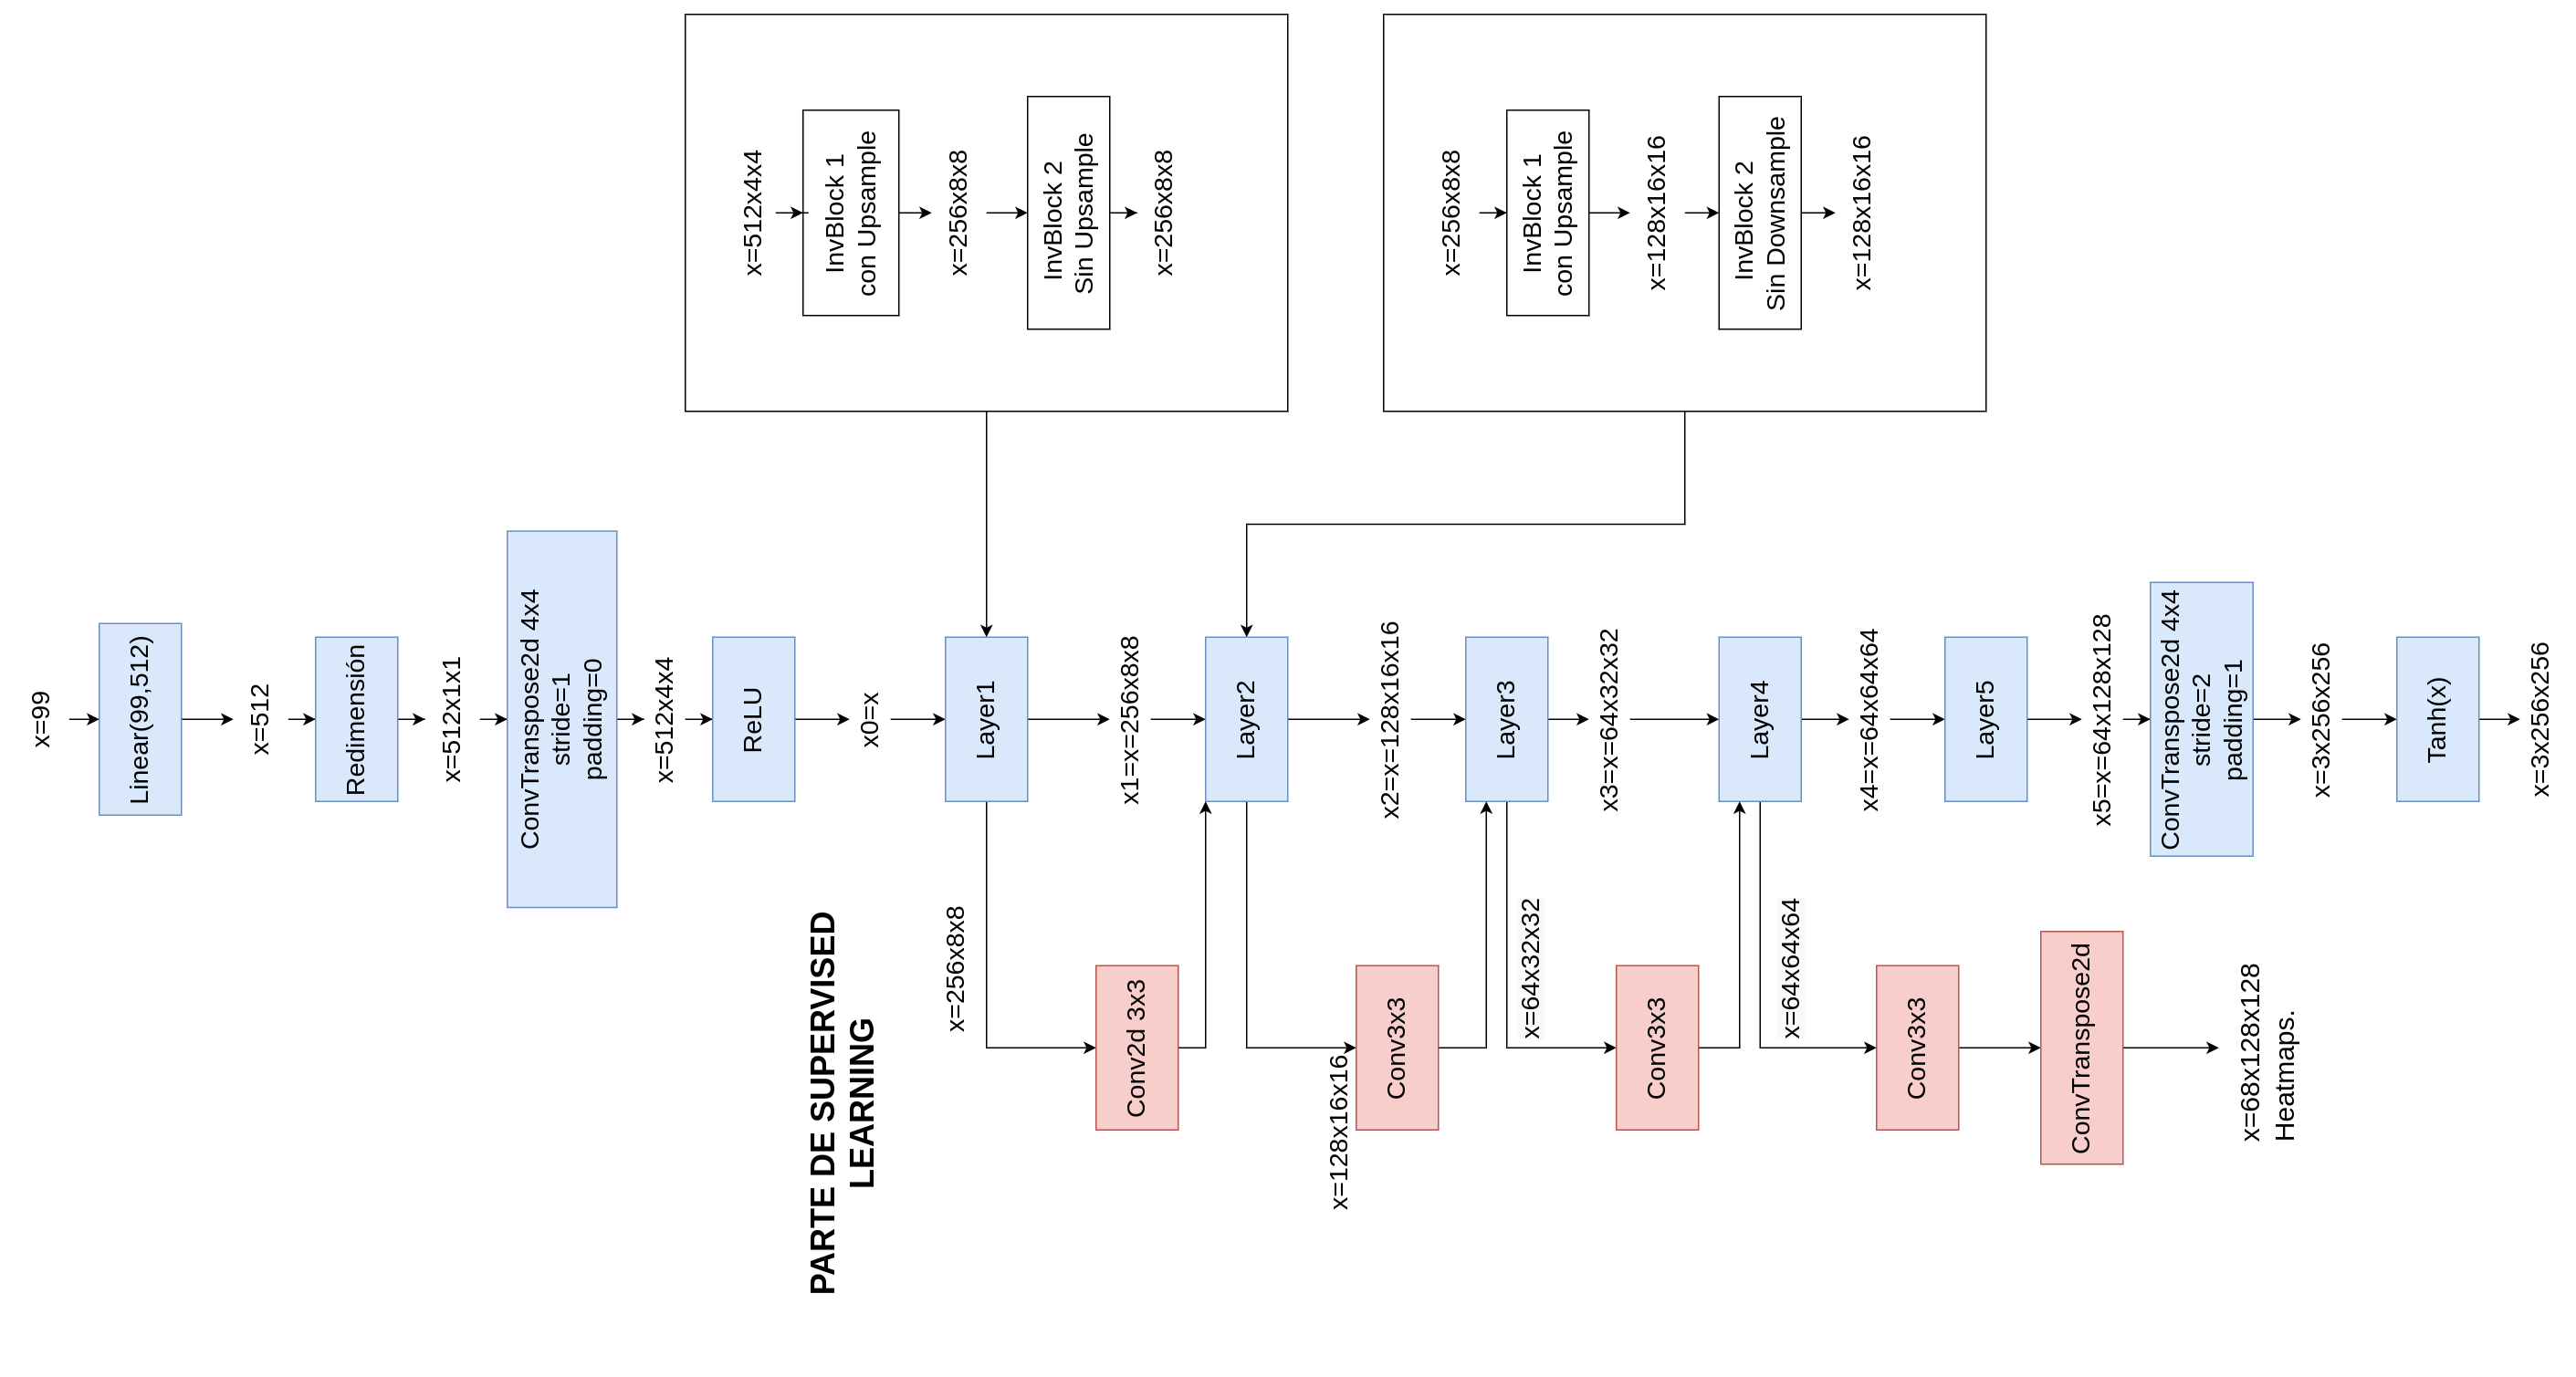 x=512x4x4
InvBlock 1
con Upsample
x=256x8x8
InvBlock 2
Sin Upsample
x=256x8x8
x=256x8x8
InvBlock 1
con Upsample
x=128x16x16
InvBlock 2
Sin Downsample
x=128x16x16
x=99
Linear(99,512)
x=512
Redimensión
x=512x1x1
ConvTranspose2d 4x4
stride=1
padding=0
x=512x4x4
ReLU
x0=x
Layer1
x1=x=256x8x8
Layer2
x2=x=128x16x16
Layer3
x3=x=64x32x32
Layer4
x4=x=64x64x64
Layer5
x5=x=64x128x128
ConvTranspose2d 4x4
stride=2
padding=1
x=3x256x256
Tanh(x)
x=3x256x256
PARTE DE SUPERVISED
LEARNING
x=256x8x8
Conv2d 3x3
x=128x16x16
Conv3x3
x=64x32x32
Conv3x3
x=64x64x64
Conv3x3
ConvTranspose2d
x=68x128x128
Heatmaps.